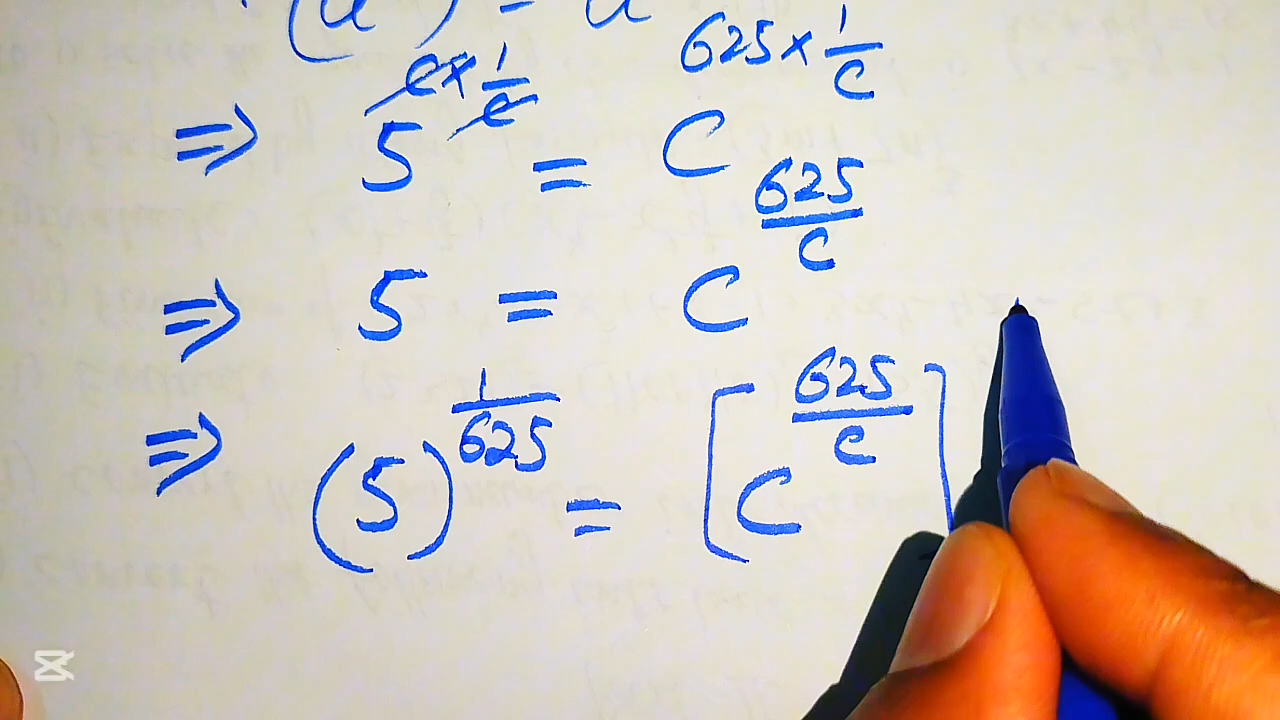 (a) = a
⇒ 5^{c×1/c} = C^{625×1/c}
⇒ 5 = C^{625/c}
⇒ (5)^{1/625} = [C^{625/c}]